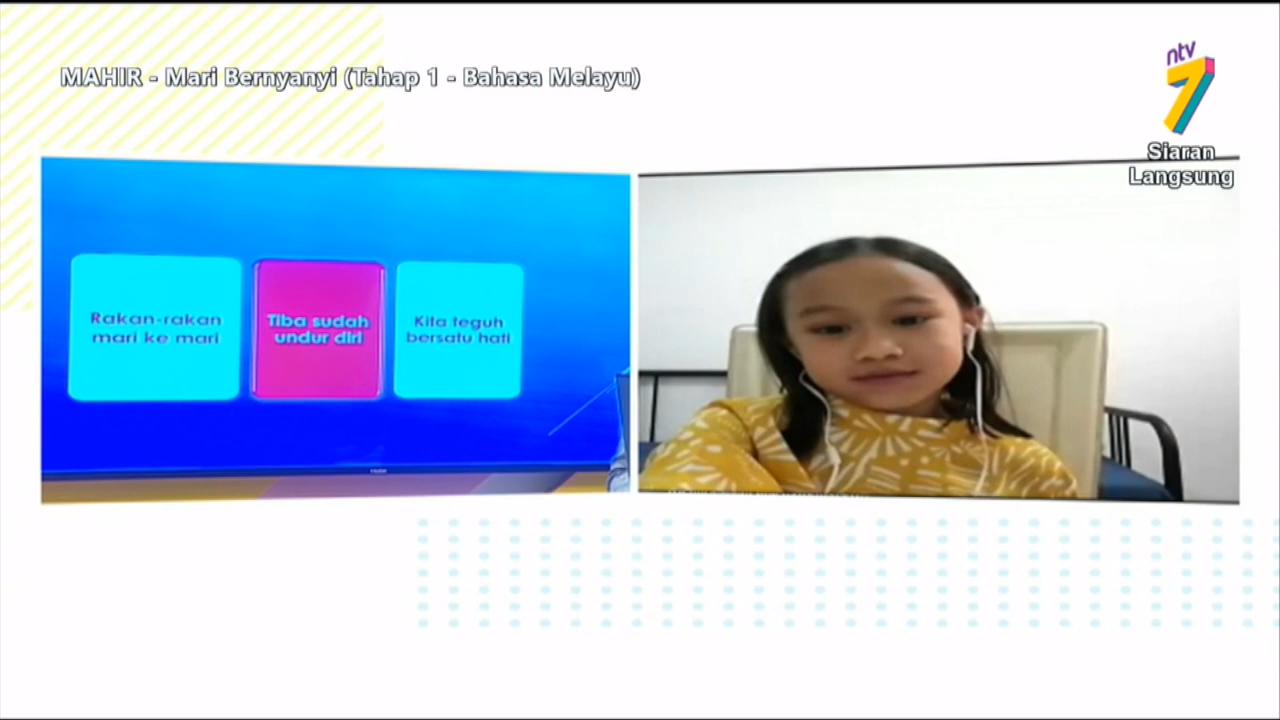 MAHIR - Mari Bernyanyi (Tahap 1 - Bahasa Melayu)
ntv
7
Siaran
Langsung
Rakan-rakan
mari ke mari
Tiba sudah
undur diri
Kita teguh
bersatu hati